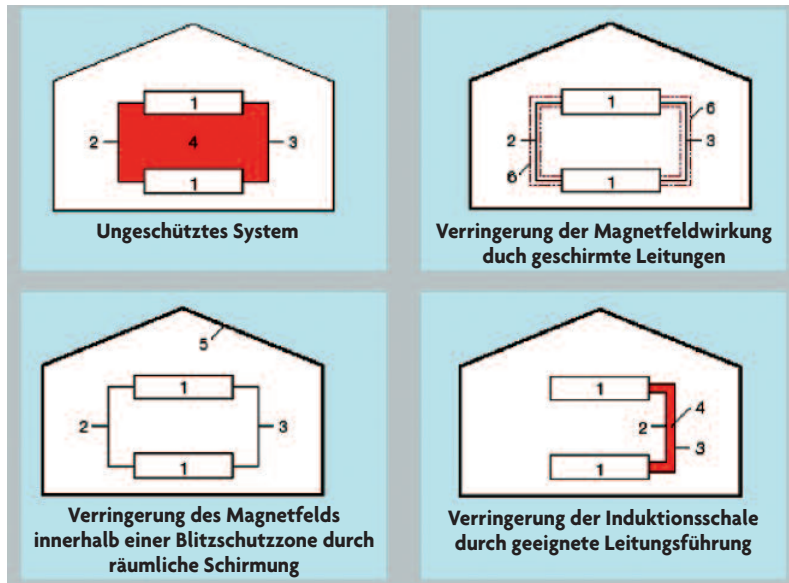 1
2
4
3
1
Ungeschütztes System
1
6
2
3
6
1
Verringerung der Magnetfeldwirkung
duch geschirmte Leitungen
5
1
2
3
1
Verringerung des Magnetfelds
innerhalb einer Blitzschutzzone durch
räumliche Schirmung
1
4
2
3
1
Verringerung der Induktionsschale
durch geeignete Leitungsführung